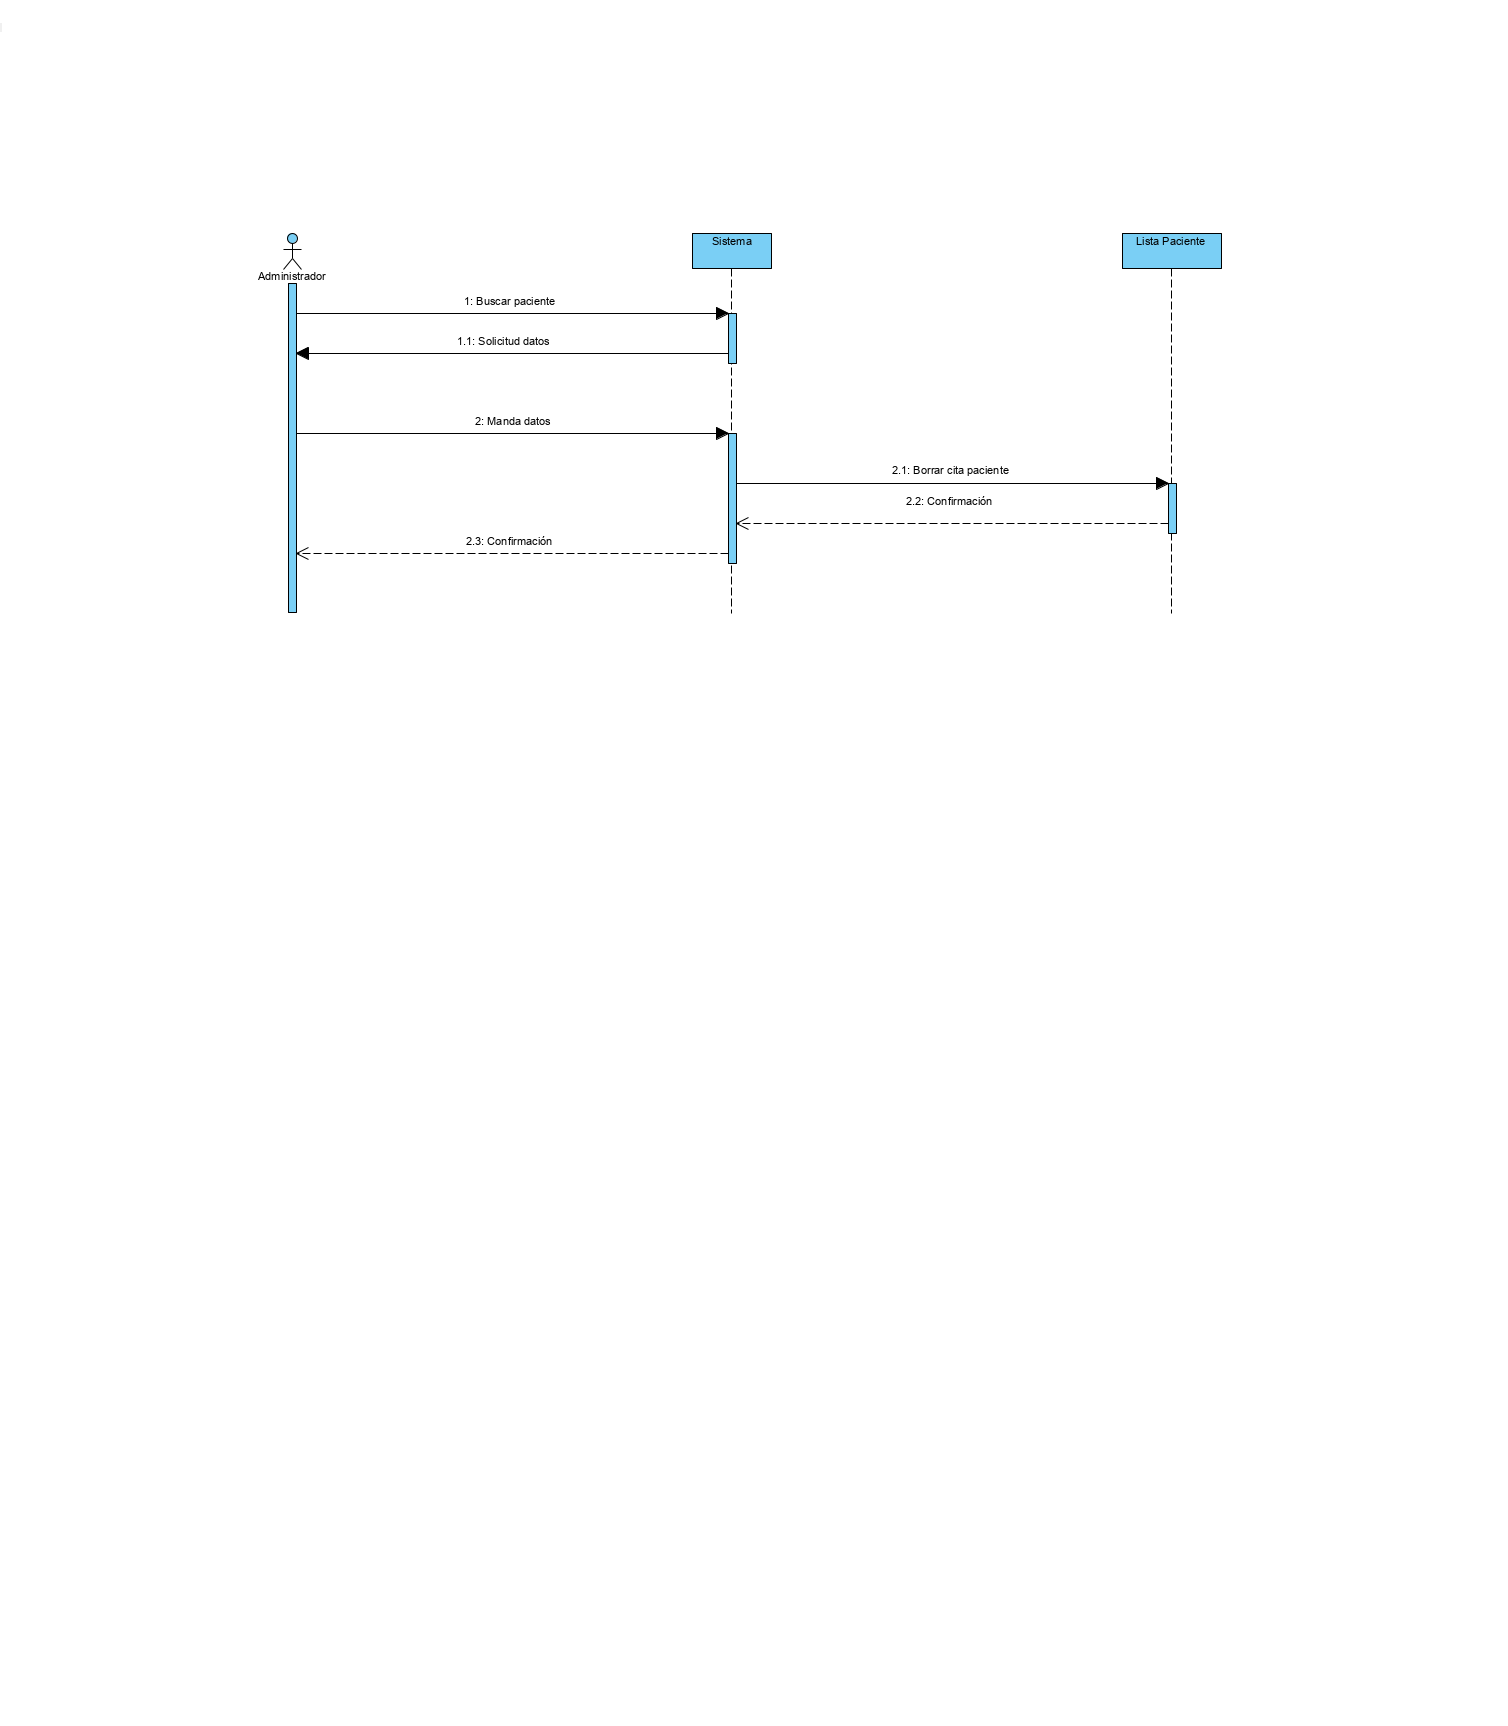 Administrador
Sistema
Lista Paciente
1: Buscar paciente
1.1: Solicitud datos
2: Manda datos
2.1: Borrar cita paciente
2.2: Confirmación
2.3: Confirmación